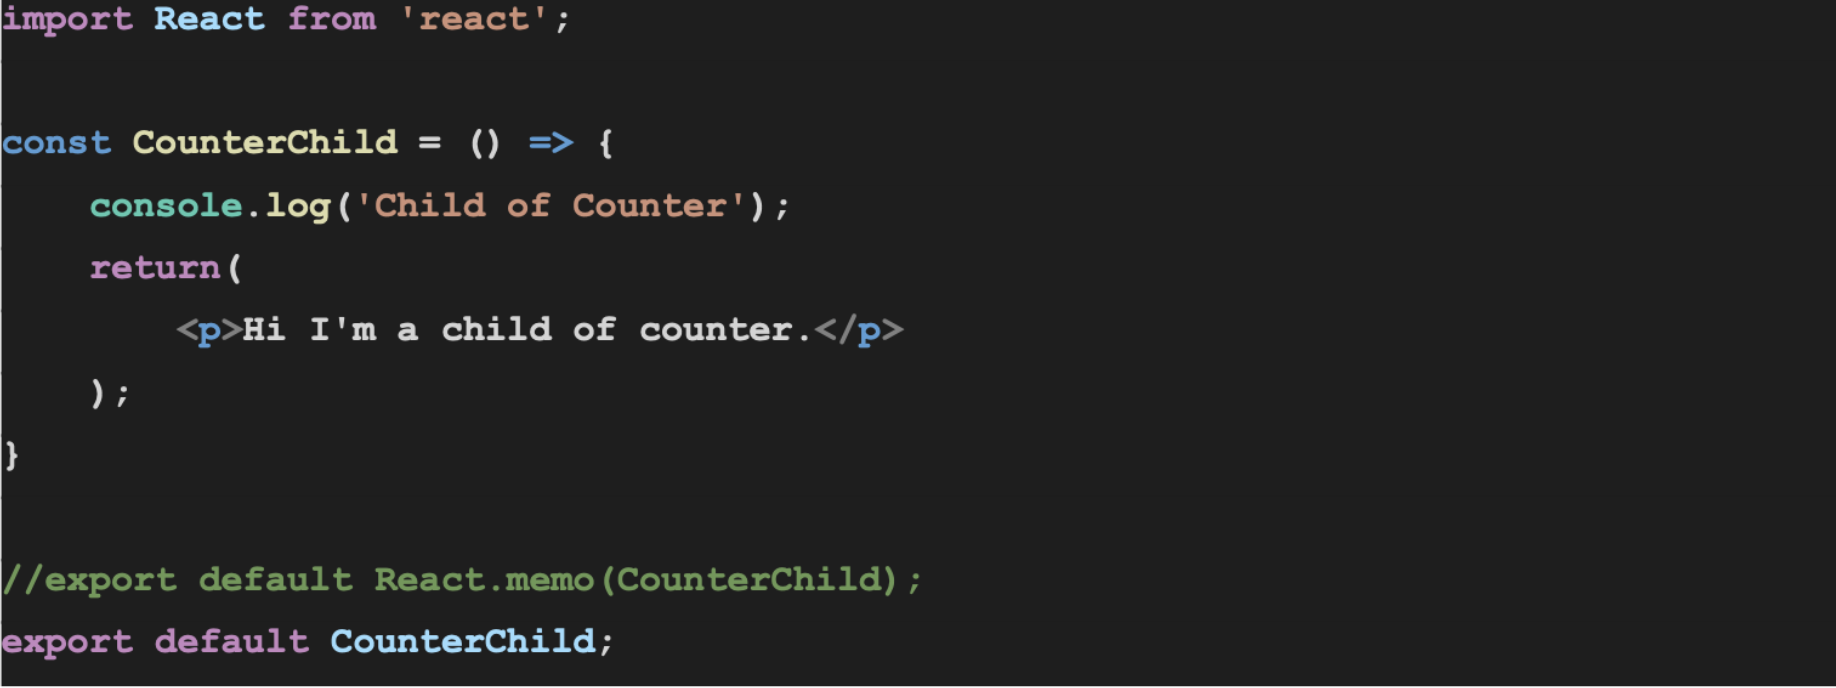 import React from 'react';
const CounterChild = () => {
    console.log('Child of Counter');
    return(
        <p>Hi I'm a child of counter.</p>
    );
}
//export default React.memo(CounterChild);
export default CounterChild;